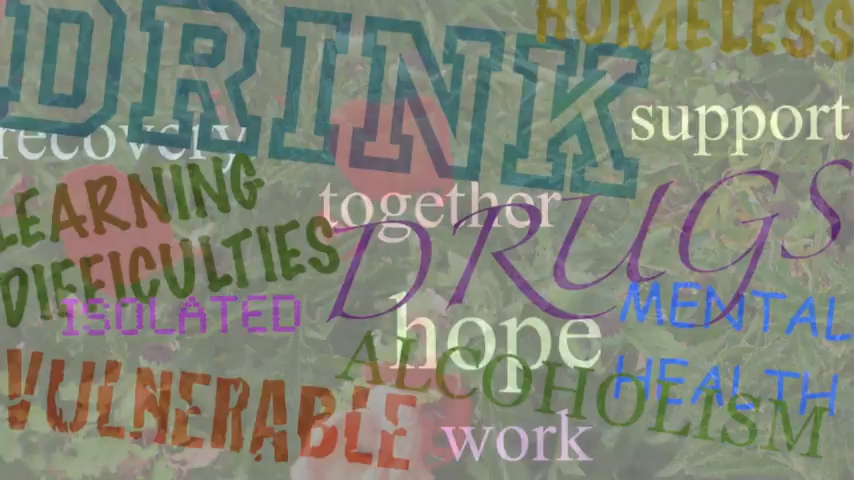 HOMELESS
DRINK
support
recovery
LEARNING
DIFFICULTIES
together
DRUGS
ISOLATED
hope
MENTAL
HEALTH
ALCOHOLISM
VULNERABLE
work